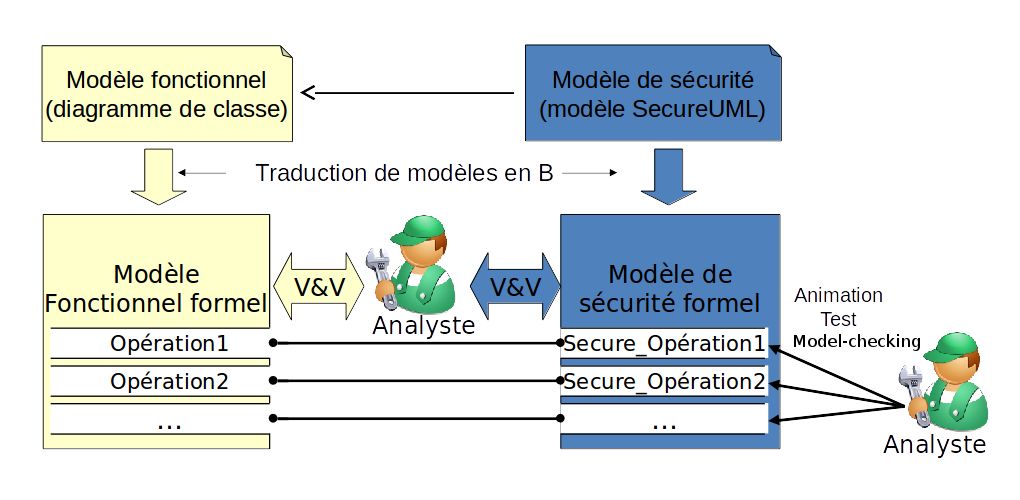 Modèle fonctionnel
(diagramme de classe)
Modèle de sécurité
(modèle SecureUML)
Traduction de modèles en B
Modèle
Fonctionnel formel
V&V
Analyste
V&V
Modèle de
sécurité formel
Opération1
Opération2
...
Secure_Opération1
Secure_Opération2
...
Animation
Test
Model-checking
Analyste